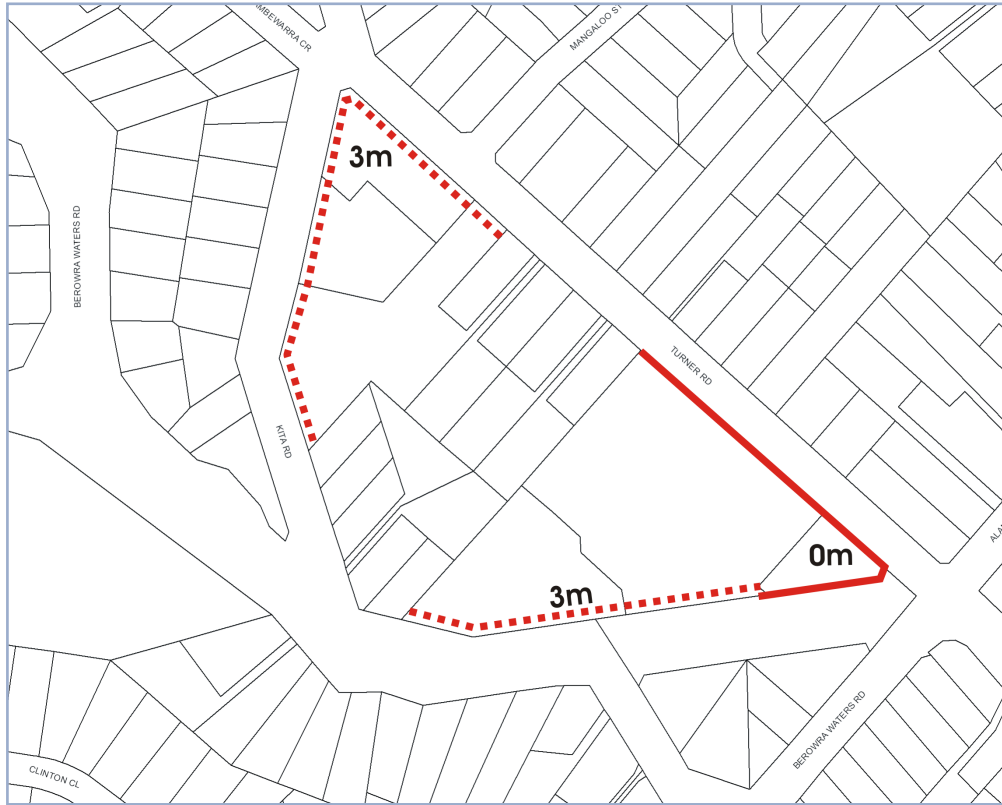 MANGALOO ST
3m
BEROWRA WATERS RD
TURNER RD
KITA RD
0m
3m
BEROWRA WATERS RD
CLINTON CL